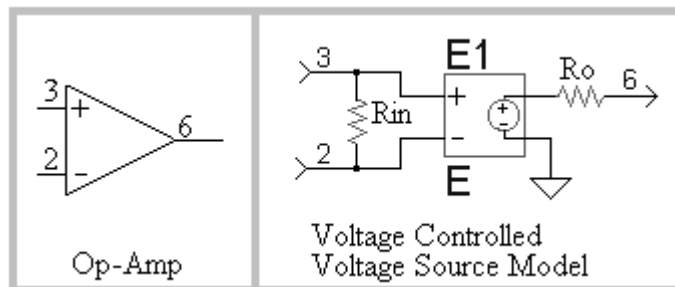 3
+
6
2
-
Op-Amp
3
E1
Ro
6
+
Rin
+
-
-
2
E
Voltage Controlled
Voltage Source Model